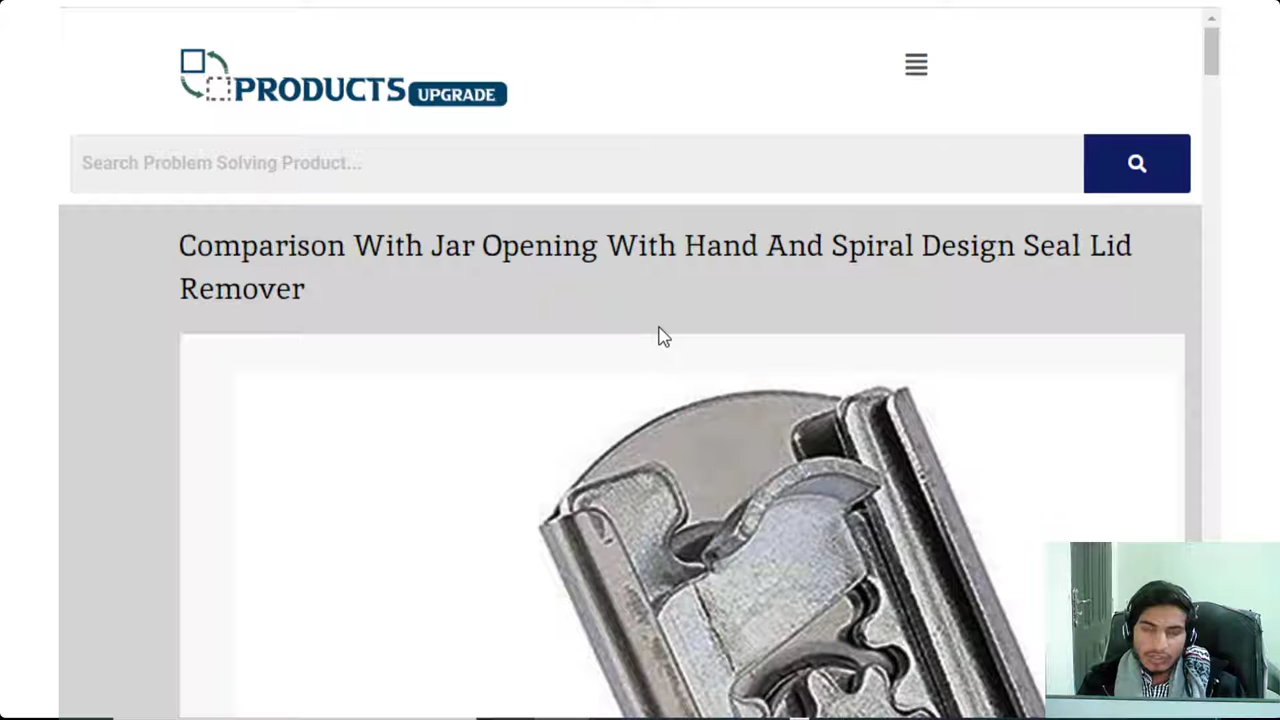 PRODUCTS UPGRADE
Search Problem Solving Product...
Comparison With Jar Opening With Hand And Spiral Design Seal Lid
Remover